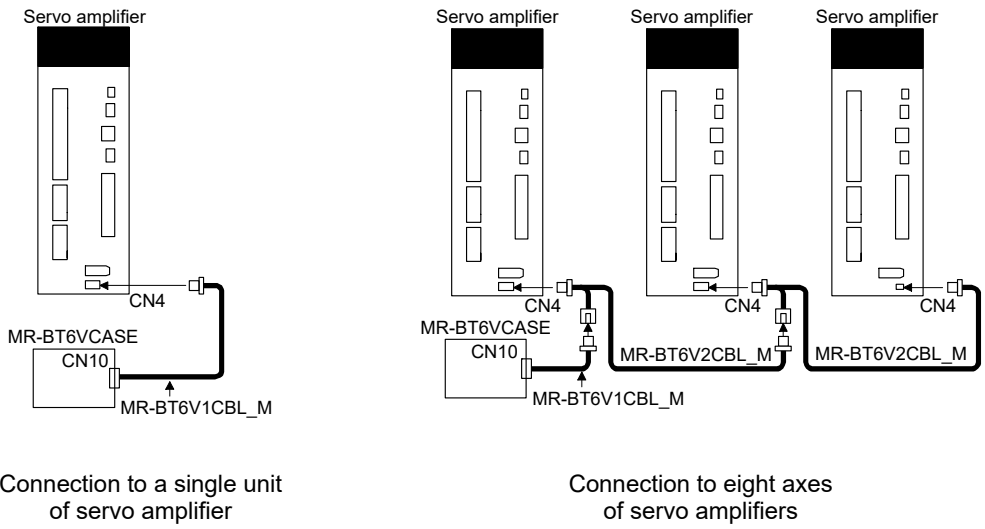 Servo amplifier
CN4
MR-BT6VCASE
CN10
MR-BT6V1CBL_M
Connection to a single unit
of servo amplifier
Servo amplifier
Servo amplifier
Servo amplifier
CN4
CN4
CN4
MR-BT6VCASE
CN10
MR-BT6V2CBL_M
MR-BT6V2CBL_M
MR-BT6V1CBL_M
Connection to eight axes
of servo amplifiers